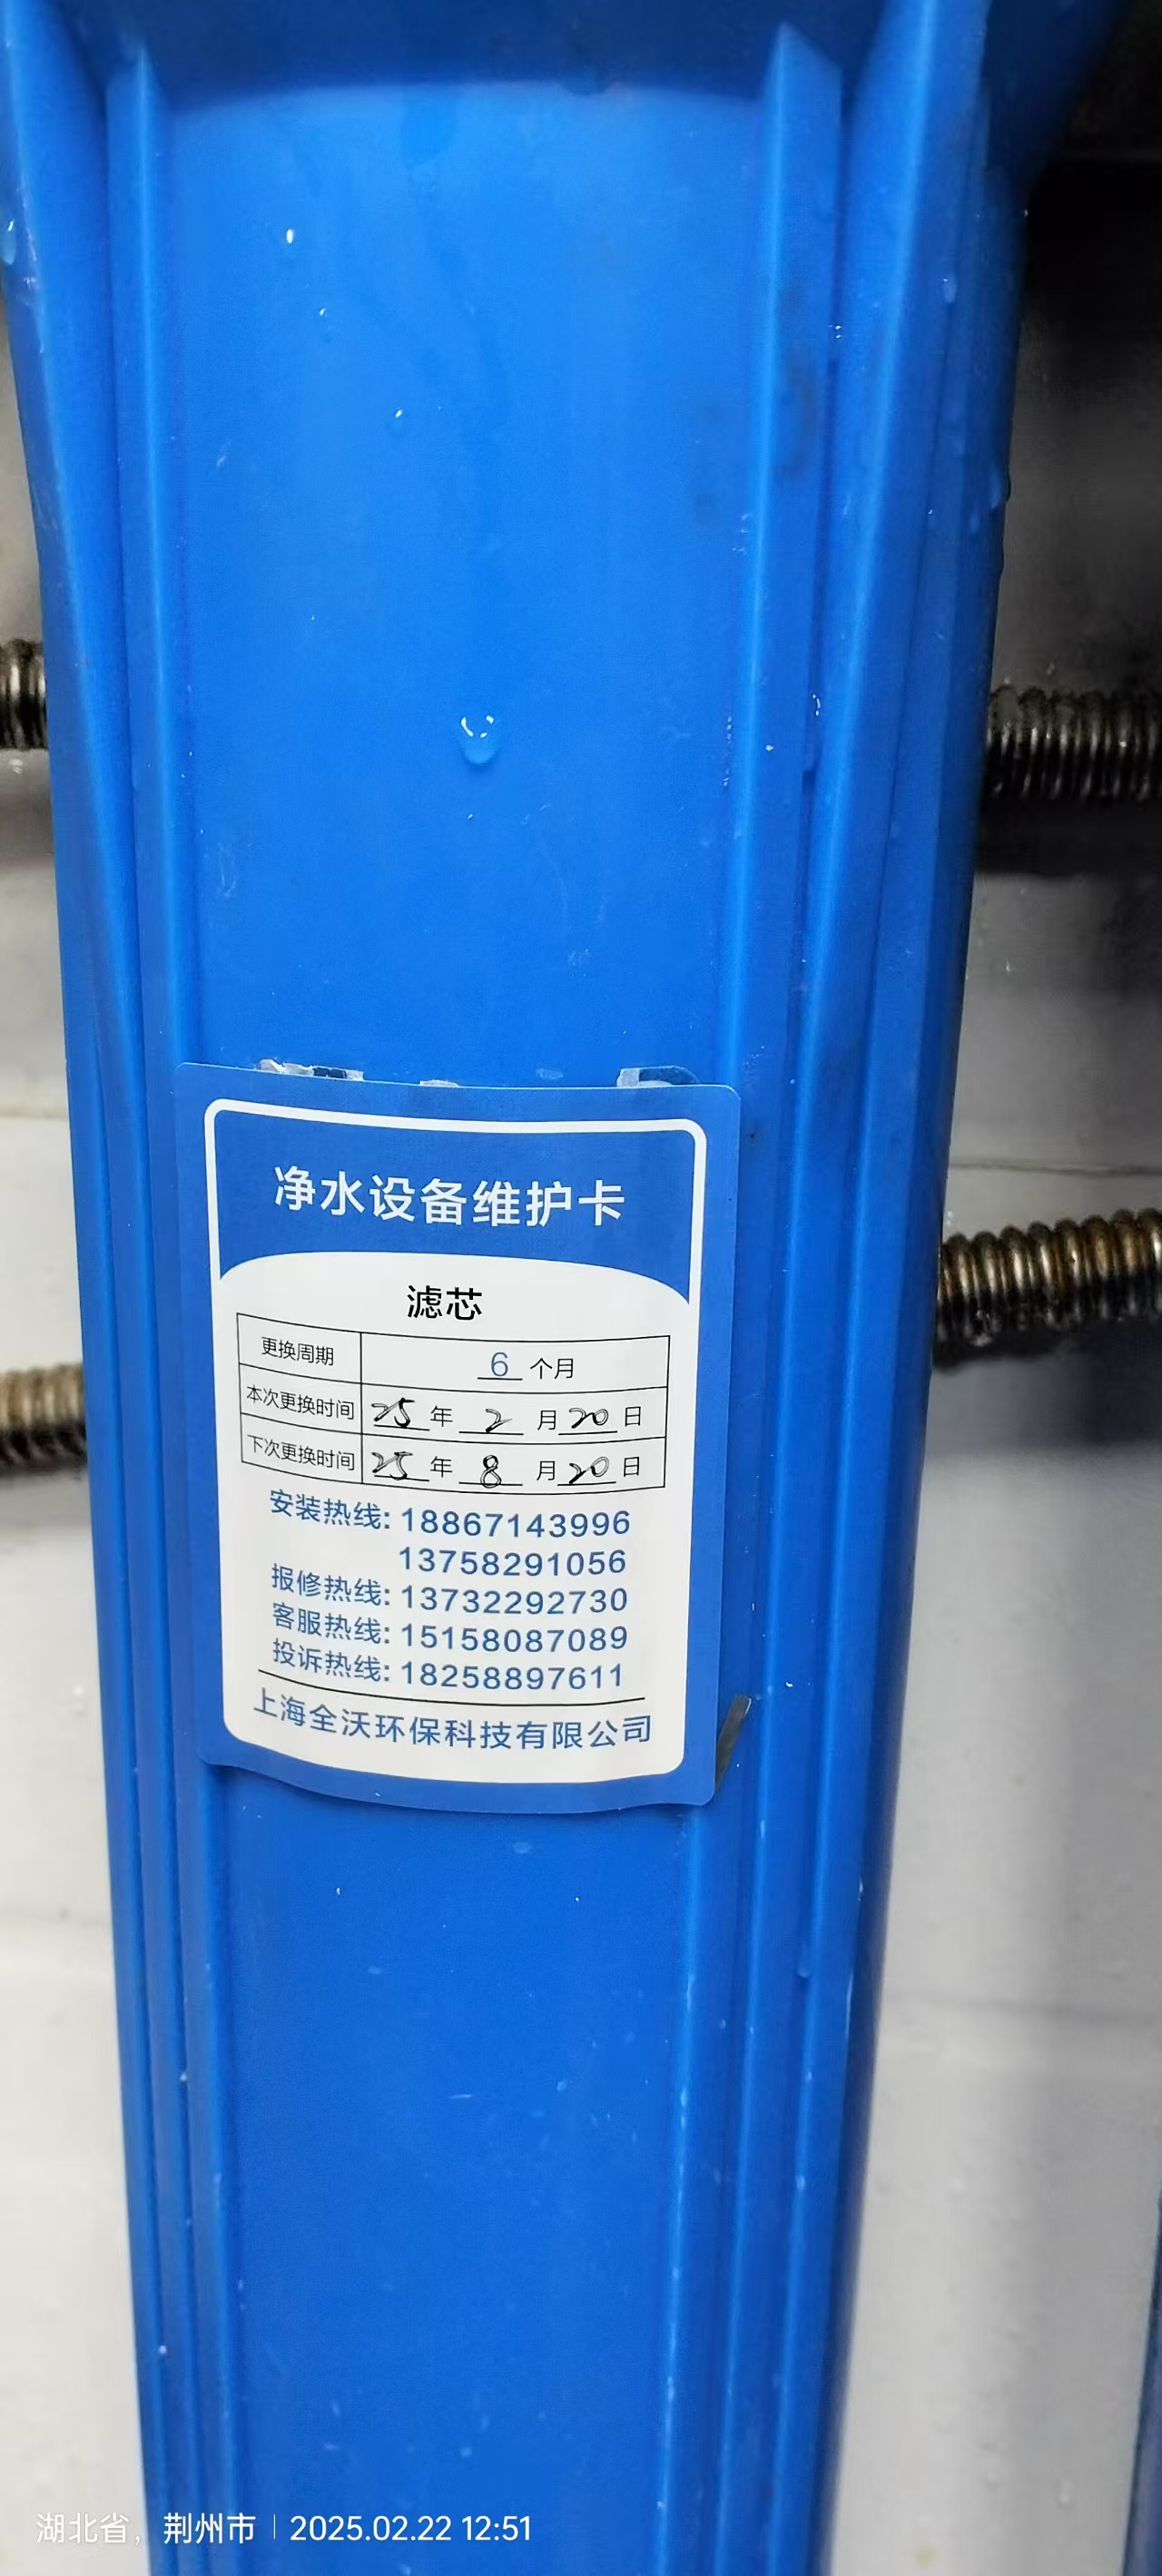 净水设备维护卡
滤芯
更换周期 6 个月
本次更换时间 25 年 2 月 20 日
下次更换时间 25 年 8 月 20 日
安装热线: 18867143996
13758291056
报修热线: 13732292730
客服热线: 15158087089
投诉热线: 18258897611
上海全沃环保科技有限公司
湖北省，荆州市 | 2025.02.22 12:51